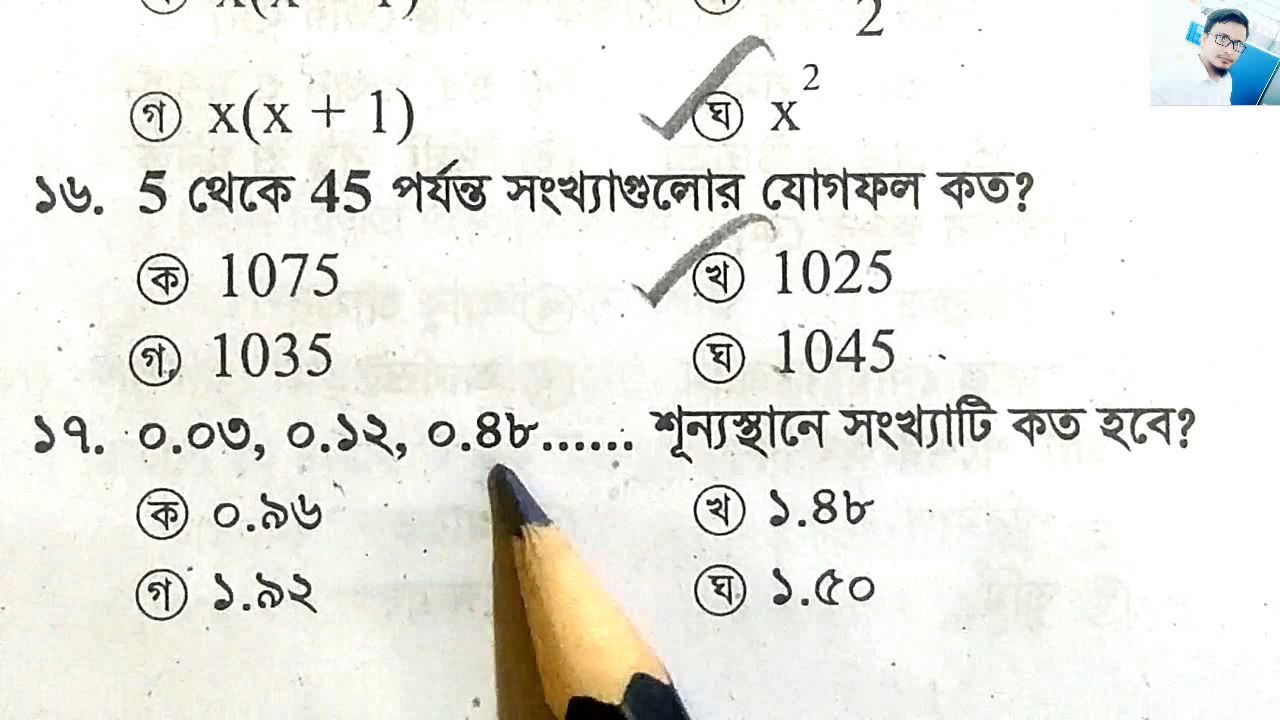 2
গ x(x + 1) ঘ x²
১৬. 5 থেকে 45 পর্যন্ত সংখ্যাগুলোর যোগফল কত?
ক 1075 খ 1025
গ 1035 ঘ 1045
১৭. ০.০৩, ০.১২, ০.৪৮...... শূন্যস্থানে সংখ্যাটি কত হবে?
ক ০.৯৬ খ ১.৪৮
গ ১.৯২ ঘ ১.৫০